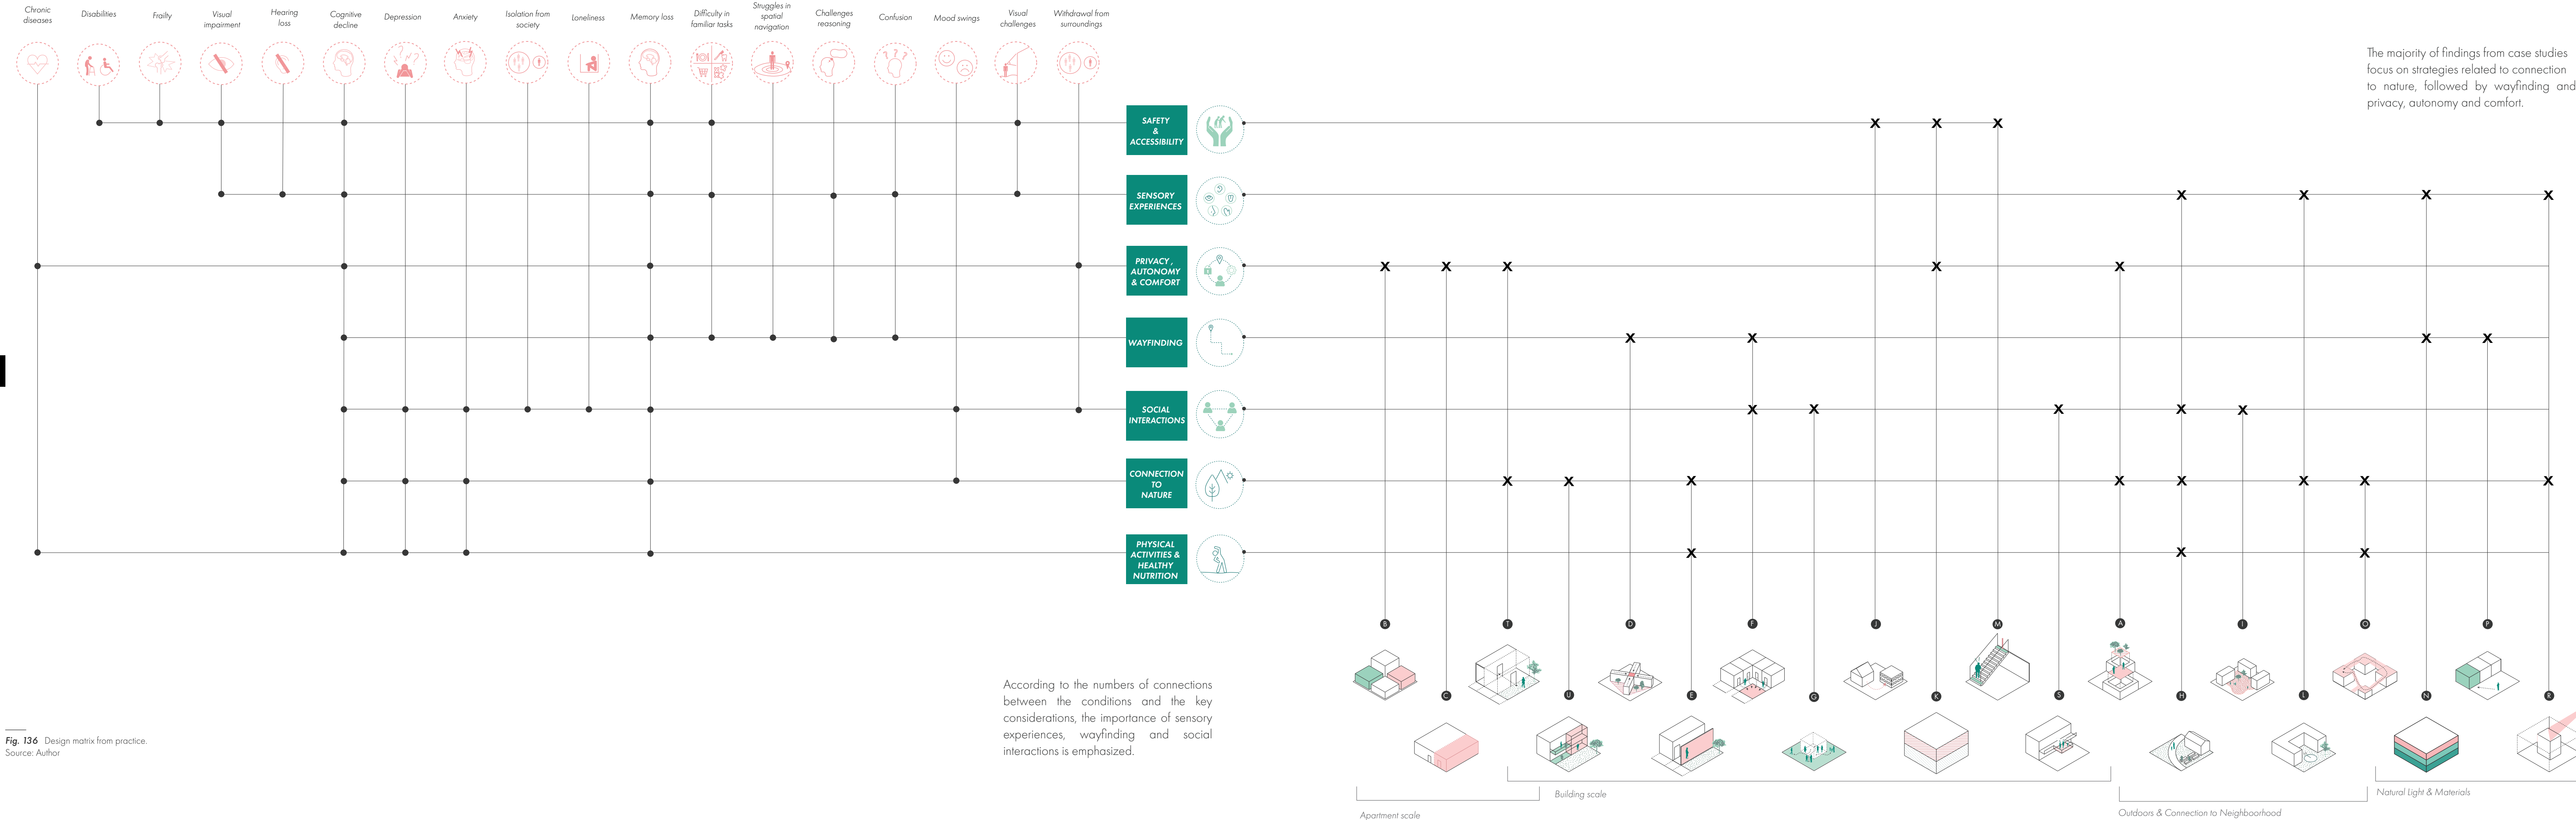 Chronic
diseases
Disabilities
Frailty
Visual
impairment
Hearing
loss
Cognitive
decline
Depression
Anxiety
Isolation from
society
Loneliness
Memory loss
Difficulty in
familiar tasks
Struggles in
spatial
navigation
Challenges
reasoning
Confusion
Mood swings
Visual
challenges
Withdrawal from
surroundings
The majority of findings from case studies
focus on strategies related to connection
to nature, followed by wayfinding and
privacy, autonomy and comfort.
SAFETY
&
ACCESSIBILITY
X X X
SENSORY
EXPERIENCES
X X X X
PRIVACY ,
AUTONOMY
& COMFORT
X X X X X
WAYFINDING
X X X X
SOCIAL
INTERACTIONS
X X X X X
CONNECTION
TO
NATURE
X X X X X X X X
PHYSICAL
ACTIVITIES &
HEALTHY
NUTRITION
X X X
B T D F J M A I O P
C U E G K S H L N R
According to the numbers of connections
between the conditions and the key
considerations, the importance of sensory
experiences, wayfinding and social
interactions is emphasized.
Fig. 136 Design matrix from practice.
Source: Author
Apartment scale
Building scale
Outdoors & Connection to Neighboorhood
Natural Light & Materials